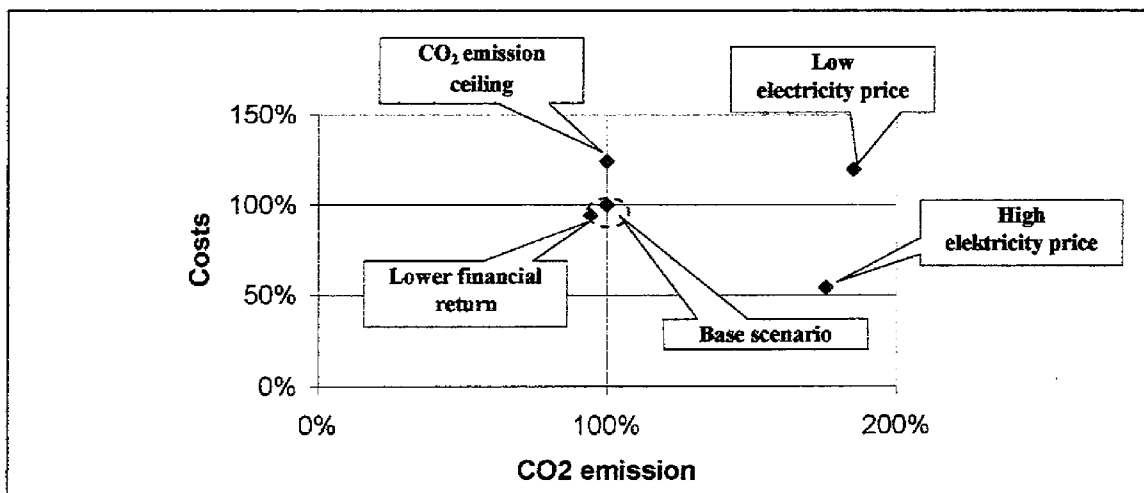 CO₂ emission
ceiling
Low
electricity price
150%
100%
High
elektricity price
Costs
Lower financial
return
50%
Base scenario
0%
0%
100%
200%
CO2 emission